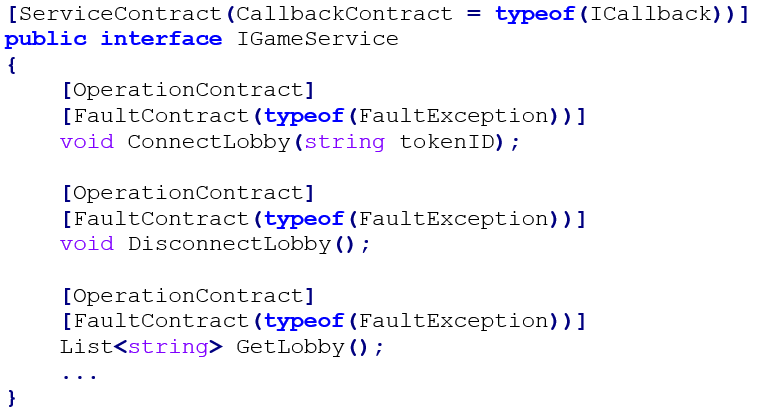 [ServiceContract(CallbackContract = typeof(ICallback))]
public interface IGameService
{
    [OperationContract]
    [FaultContract(typeof(FaultException))]
    void ConnectLobby(string tokenID);

    [OperationContract]
    [FaultContract(typeof(FaultException))]
    void DisconnectLobby();

    [OperationContract]
    [FaultContract(typeof(FaultException))]
    List<string> GetLobby();
    ...
}